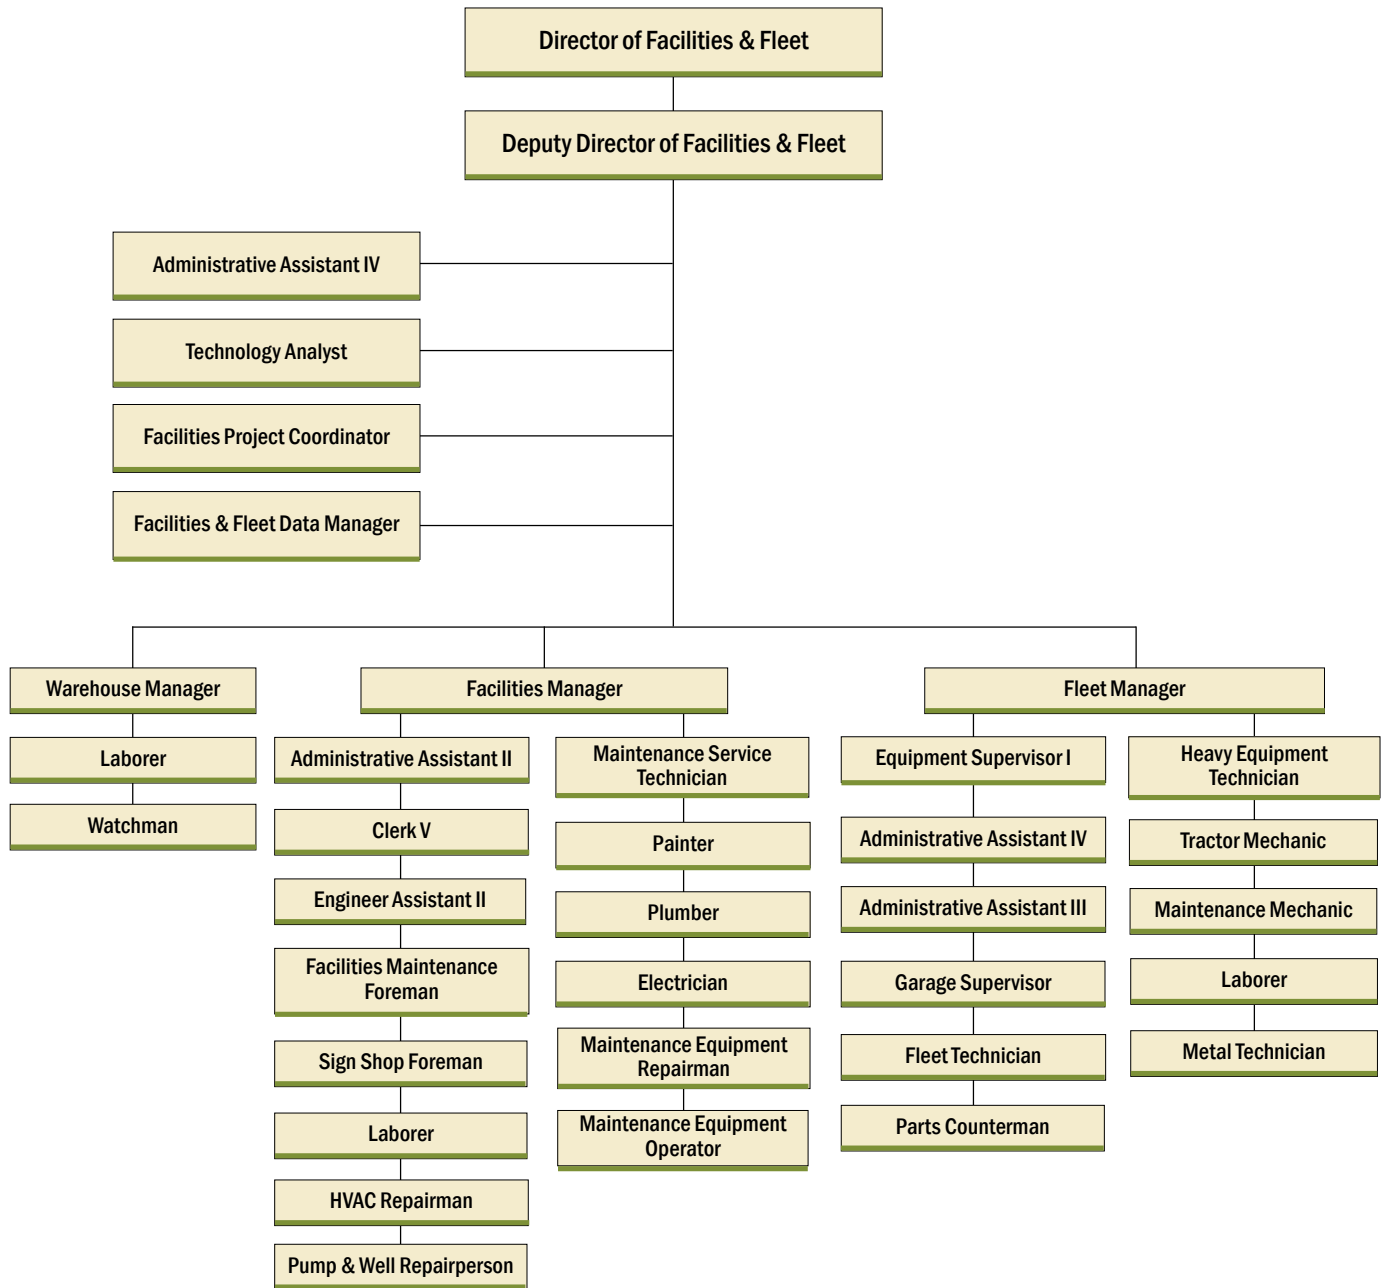 Director of Facilities & Fleet
Deputy Director of Facilities & Fleet
Administrative Assistant IV
Technology Analyst
Facilities Project Coordinator
Facilities & Fleet Data Manager
Warehouse Manager
Laborer
Watchman
Facilities Manager
Administrative Assistant II
Clerk V
Engineer Assistant II
Facilities Maintenance
Foreman
Sign Shop Foreman
Laborer
HVAC Repairman
Pump & Well Repairperson
Maintenance Service
Technician
Painter
Plumber
Electrician
Maintenance Equipment
Repairman
Maintenance Equipment
Operator
Fleet Manager
Equipment Supervisor I
Administrative Assistant IV
Administrative Assistant III
Garage Supervisor
Fleet Technician
Parts Counterman
Heavy Equipment
Technician
Tractor Mechanic
Maintenance Mechanic
Laborer
Metal Technician